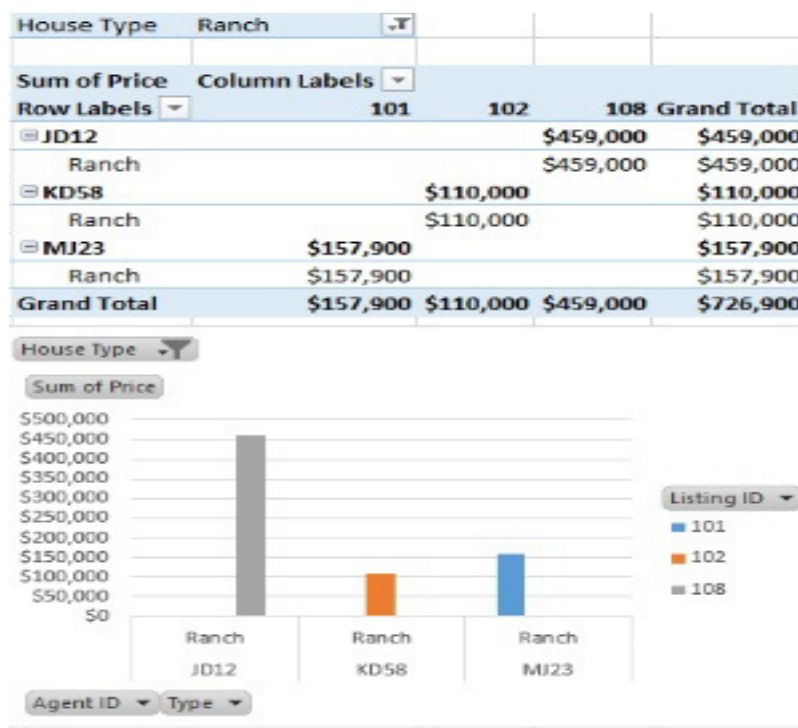 House Type Ranch
Sum of Price Column Labels
Row Labels 101 102 108 Grand Total
JD12 $459,000 $459,000
Ranch $459,000 $459,000
KD58 $110,000 $110,000
Ranch $110,000 $110,000
MJ23 $157,900 $157,900
Ranch $157,900 $157,900
Grand Total $157,900 $110,000 $459,000 $726,900
House Type
Sum of Price
$500,000
$450,000
$400,000
$350,000
$300,000
$250,000
$200,000
$150,000
$100,000
$50,000
$0
Listing ID
101
102
108
Ranch Ranch Ranch
JD12 KD58 MJ23
Agent ID Type